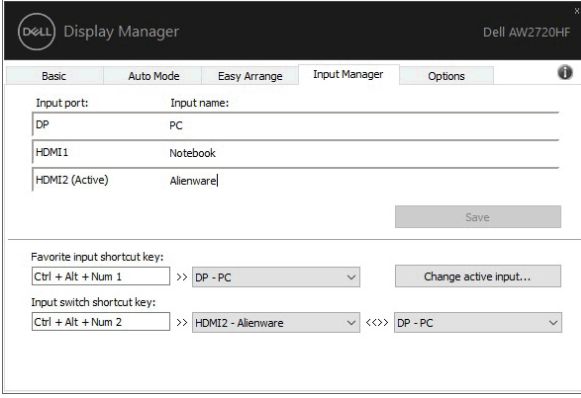 DELL Display Manager Dell AW2720HF
Basic Auto Mode Easy Arrange Input Manager Options
Input port: Input name:
DP PC
HDMI1 Notebook
HDMI2 (Active) Alienware
Save
Favorite input shortcut key:
Ctrl + Alt + Num 1 >> DP - PC Change active input...
Input switch shortcut key:
Ctrl + Alt + Num 2 >> HDMI2 - Alienware <<>> DP - PC